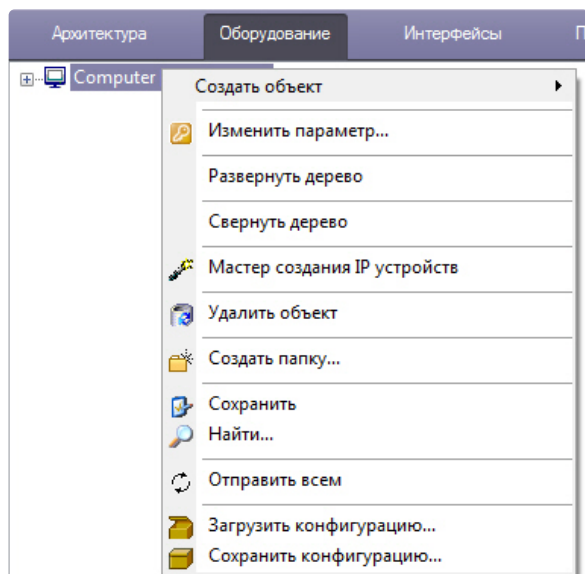 Архитектура Оборудование Интерфейсы П
Computer
Создать объект
Изменить параметр...
Развернуть дерево
Свернуть дерево
Мастер создания IP устройств
Удалить объект
Создать папку...
Сохранить
Найти...
Отправить всем
Загрузить конфигурацию...
Сохранить конфигурацию...